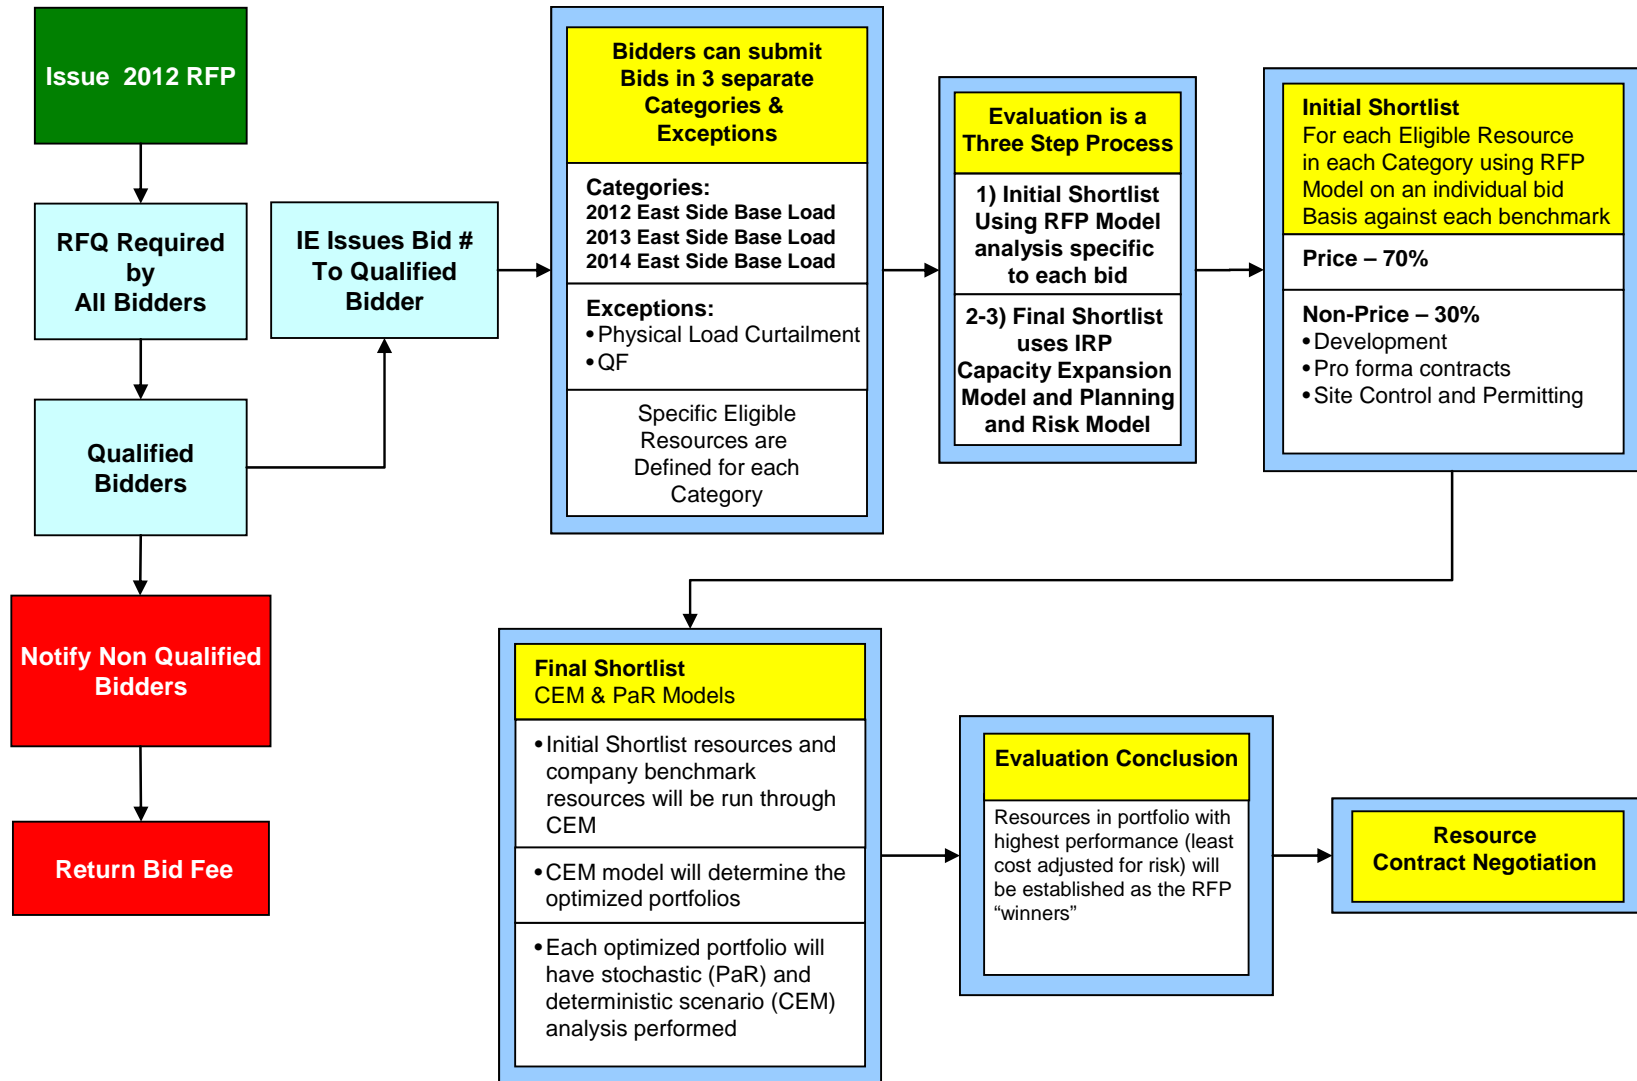 Issue 2012 RFP
RFQ Required
by
All Bidders
Qualified
Bidders
Notify Non Qualified
Bidders
Return Bid Fee
IE Issues Bid #
To Qualified
Bidder
Bidders can submit
Bids in 3 separate
Categories &
Exceptions
Categories:
2012 East Side Base Load
2013 East Side Base Load
2014 East Side Base Load
Exceptions:
• Physical Load Curtailment
• QF
Specific Eligible
Resources are
Defined for each
Category
Evaluation is a
Three Step Process
1) Initial Shortlist
Using RFP Model
analysis specific
to each bid
2-3) Final Shortlist
uses IRP
Capacity Expansion
Model and Planning
and Risk Model
Initial Shortlist
For each Eligible Resource
in each Category using RFP
Model on an individual bid
Basis against each benchmark
Price – 70%
Non-Price – 30%
• Development
• Pro forma contracts
• Site Control and Permitting
Final Shortlist
CEM & PaR Models
• Initial Shortlist resources and
company benchmark
resources will be run through
CEM
• CEM model will determine the
optimized portfolios
• Each optimized portfolio will
have stochastic (PaR) and
deterministic scenario (CEM)
analysis performed
Evaluation Conclusion
Resources in portfolio with
highest performance (least
cost adjusted for risk) will
be established as the RFP
“winners”
Resource
Contract Negotiation